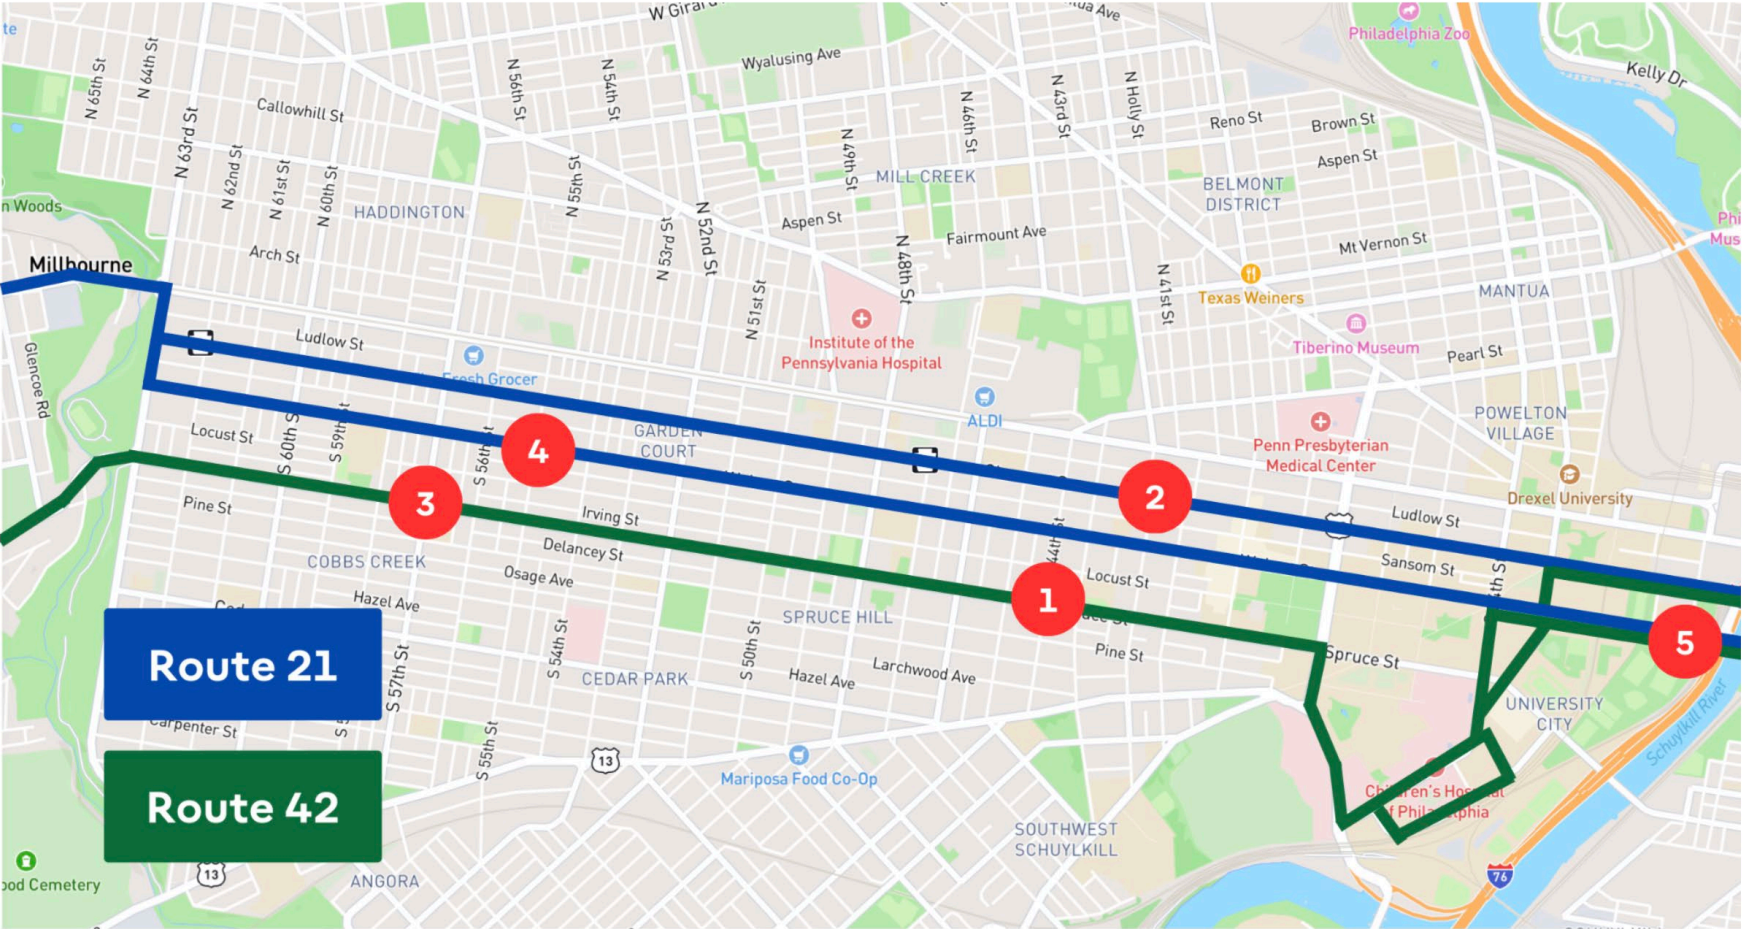 W Girard
Wyalusing Ave
Philadelphia Zoo
Kelly Dr
N 65th St
N 64th St
N 63rd St
N 62nd St
N 61st St
N 60th St
Callowhill St
N 56th St
N 54th St
N 55th St
N 53rd St
N 52nd St
N 51st St
N 49th St
N 48th St
N 46th St
N 43rd St
N Holly St
N 41st St
Reno St
Brown St
Aspen St
MILL CREEK
BELMONT
DISTRICT
HADDINGTON
n Woods
Aspen St
Fairmount Ave
Mt Vernon St
Arch St
Millbourne
Texas Weiners
MANTUA
Institute of the
Pennsylvania Hospital
Tiberino Museum
Pearl St
Ludlow St
Fresh Grocer
Glencoe Rd
ALDI
POWELTON
VILLAGE
Penn Presbyterian
Medical Center
Locust St
S 60th St
S 59th St
S 56th St
GARDEN
COURT
4
3
2
Drexel University
Ludlow St
Pine St
Irving St
Delancey St
Osage Ave
COBBS CREEK
Hazel Ave
44th St
Locust St
Sansom St
1
SPRUCE HILL
Pine St
Spruce St
5
Route 21
S 57th St
S 54th St
S 50th St
CEDAR PARK
Hazel Ave
Larchwood Ave
UNIVERSITY
CITY
Schuylkill River
Carpenter St
S 55th St
13
Mariposa Food Co-Op
Route 42
Children's Hospital
of Philadelphia
SOUTHWEST
SCHUYLKILL
76
13
ood Cemetery
ANGORA